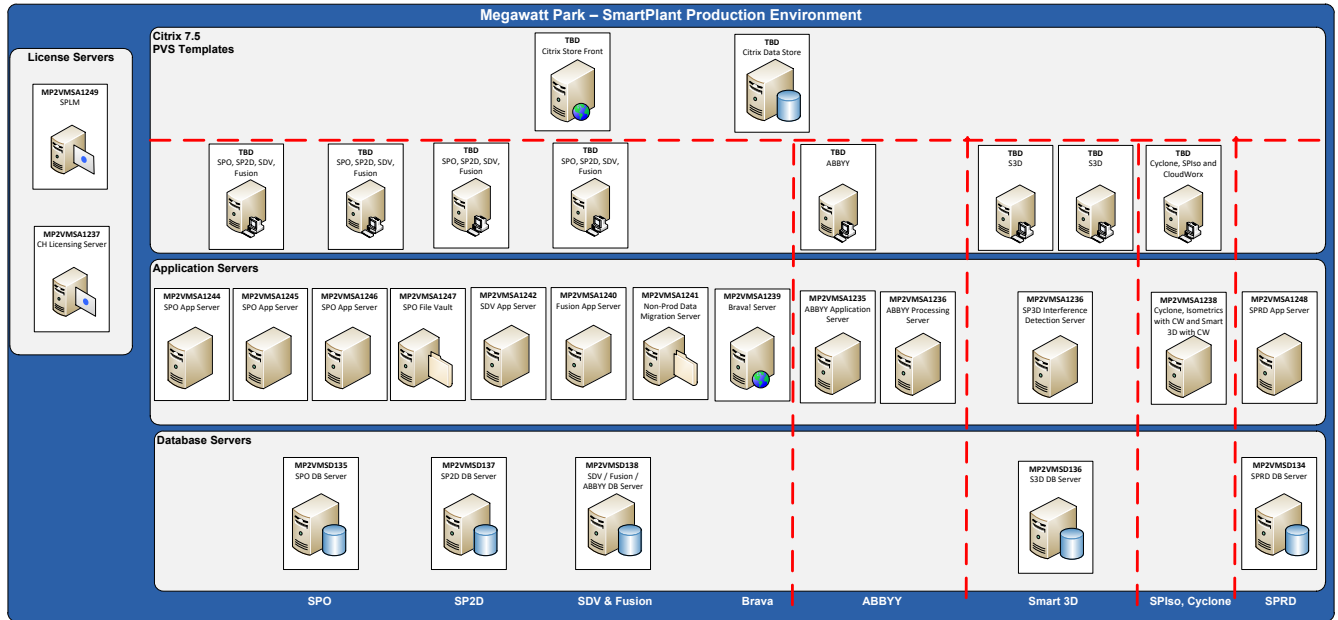 Megawatt Park – SmartPlant Production Environment
License Servers
MP2VMSA1249
SPLM
MP2VMSA1237
CH Licensing Server
Citrix 7.5
PVS Templates
TBD
Citrix Store Front
TBD
Citrix Data Store
TBD
SPO, SP2D, SDV,
Fusion
TBD
SPO, SP2D, SDV,
Fusion
TBD
SPO, SP2D, SDV,
Fusion
TBD
SPO, SP2D, SDV,
Fusion
TBD
ABBYY
TBD
S3D
TBD
S3D
TBD
Cyclone, SPIso and
CloudWorx
Application Servers
MP2VMSA1244
SPO App Server
MP2VMSA1245
SPO App Server
MP2VMSA1246
SPO App Server
MP2VMSA1247
SPO File Vault
MP2VMSA1242
SDV App Server
MP2VMSA1240
Fusion App Server
MP2VMSA1241
Non-Prod Data
Migration Server
MP2VMSA1239
Brava! Server
MP2VMSA1235
ABBYY Application
Server
MP2VMSA1236
ABBYY Processing
Server
MP2VMSA1236
SP3D Interference
Detection Server
MP2VMSA1238
Cyclone, Isometrics
with CW and Smart
3D with CW
MP2VMSA1248
SPRD App Server
Database Servers
MP2VMSD135
SPO DB Server
MP2VMSD137
SP2D DB Server
MP2VMSD138
SDV / Fusion /
ABBYY DB Server
MP2VMSD136
S3D DB Server
MP2VMSD134
SPRD DB Server
SPO
SP2D
SDV & Fusion
Brava
ABBYY
Smart 3D
SPIso, Cyclone
SPRD